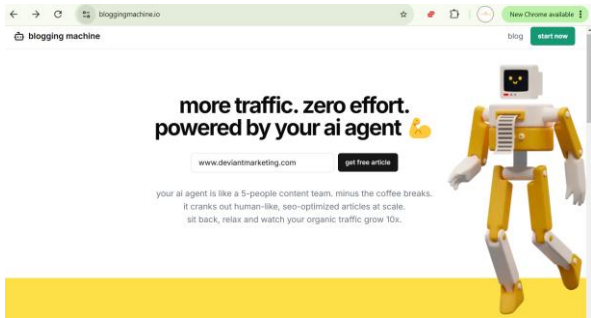 bloggingmachine.io
New Chrome available
blogging machine
blog
start now
more traffic. zero effort.
powered by your ai agent 💪
www.deviantmarketing.com
get free article
your ai agent is like a 5-people content team. minus the coffee breaks.
it cranks out human-like, seo-optimized articles at scale.
sit back, relax and watch your organic traffic grow 10x.